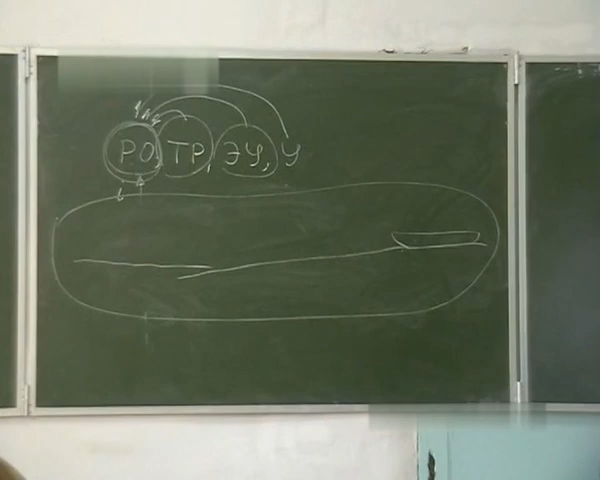 РО, ТР, ЭУ, У